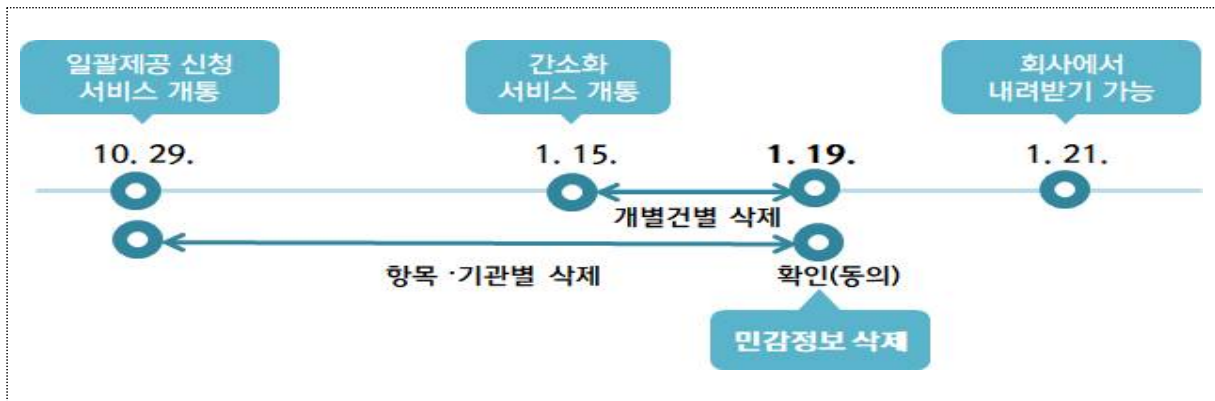 일괄제공 신청
서비스 개통
간소화
서비스 개통
회사에서
내려받기 가능
10. 29.
1. 15.
1. 19.
1. 21.
개별건별 삭제
항목 ·기관별 삭제
확인(동의)
민감정보 삭제